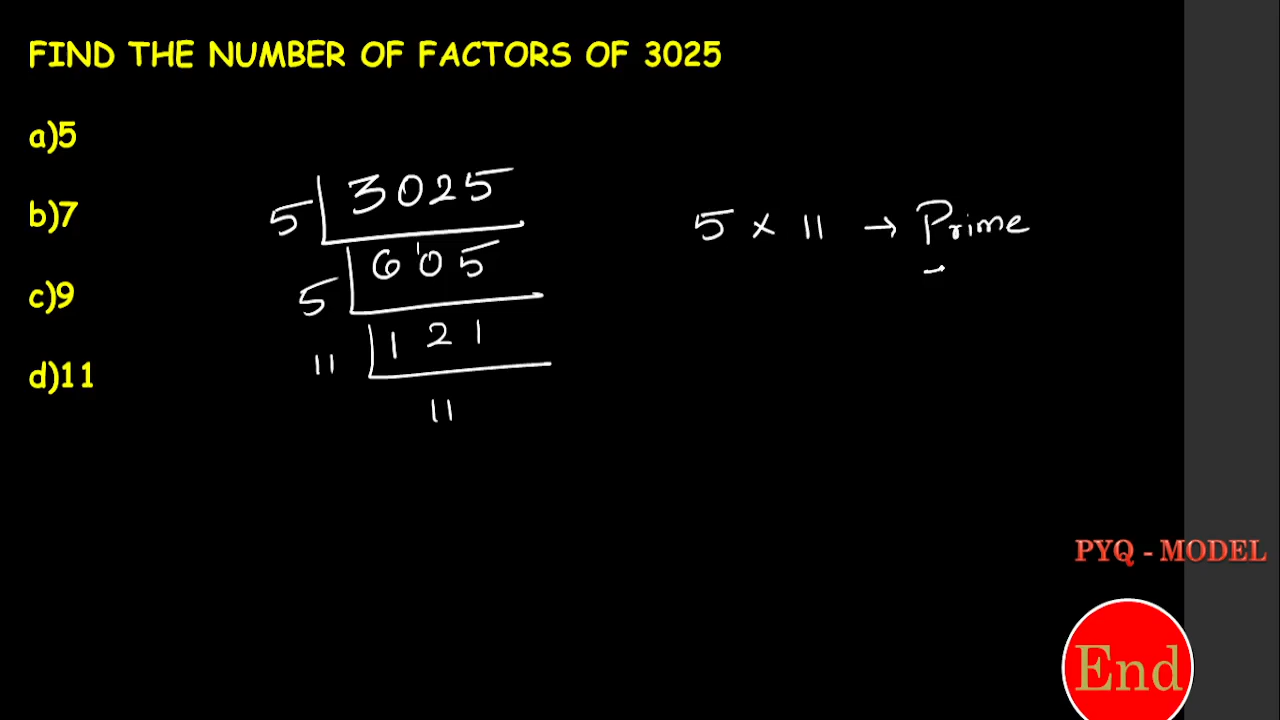 FIND THE NUMBER OF FACTORS OF 3025
a)5
b)7
c)9
d)11
5 3025
5 605
11 121
11
5 × 11 → Prime
PYQ - MODEL
End